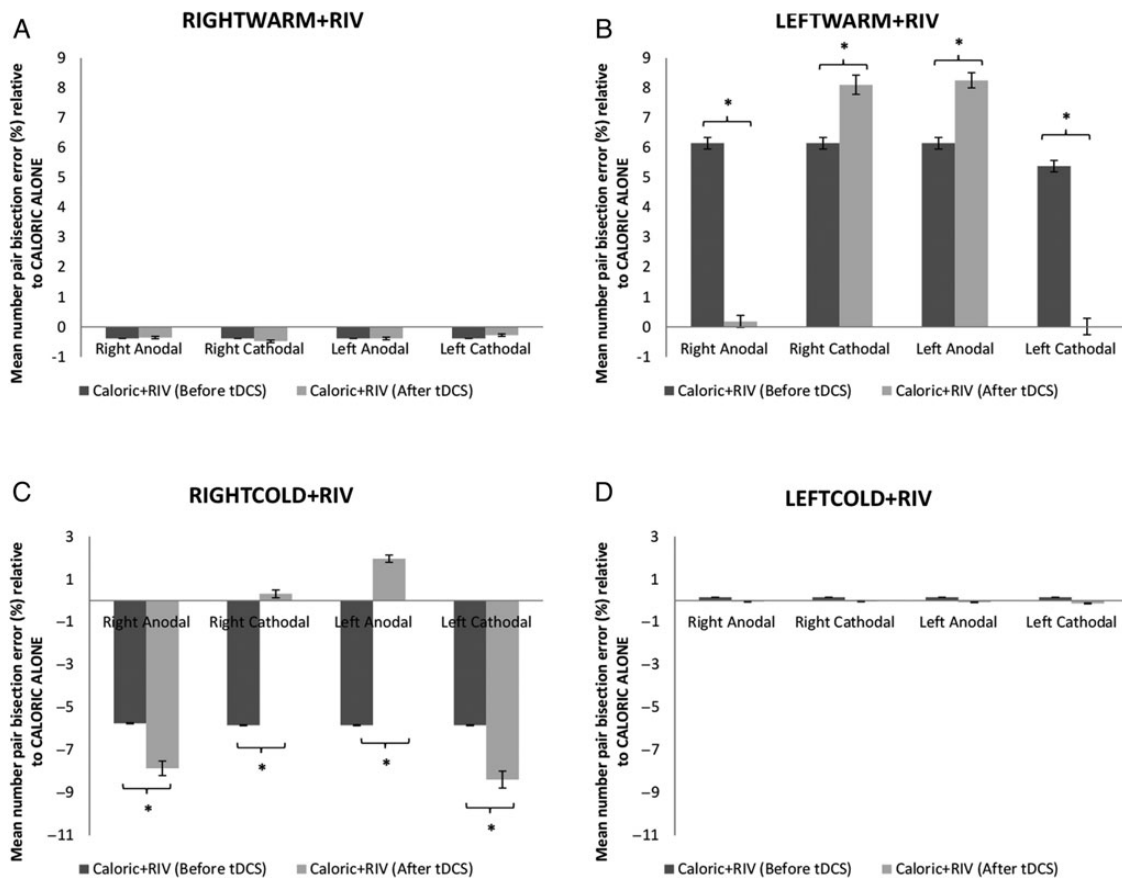 A
RIGHTWARM+RIV
Mean number pair bisection error (%) relative
to CALORIC ALONE
9
8
7
6
5
4
3
2
1
0
-1
Right Anodal
Right Cathodal
Left Anodal
Left Cathodal
Caloric+RIV (Before tDCS)
Caloric+RIV (After tDCS)
B
LEFTWARM+RIV
Mean number pair bisection error (%) relative
to CALORIC ALONE
9
8
7
6
5
4
3
2
1
0
-1
*
*
*
*
Right Anodal
Right Cathodal
Left Anodal
Left Cathodal
Caloric+RIV (Before tDCS)
Caloric+RIV (After tDCS)
C
RIGHTCOLD+RIV
Mean number pair bisection error (%) relative
to CALORIC ALONE
3
1
−1
−3
−5
−7
−9
−11
Right Anodal
Right Cathodal
Left Anodal
Left Cathodal
*
*
*
*
Caloric+RIV (Before tDCS)
Caloric+RIV (After tDCS)
D
LEFTCOLD+RIV
Mean number pair bisection error (%) relative
to CALORIC ALONE
3
1
−1
−3
−5
−7
−9
−11
Right Anodal
Right Cathodal
Left Anodal
Left Cathodal
Caloric+RIV (Before tDCS)
Caloric+RIV (After tDCS)